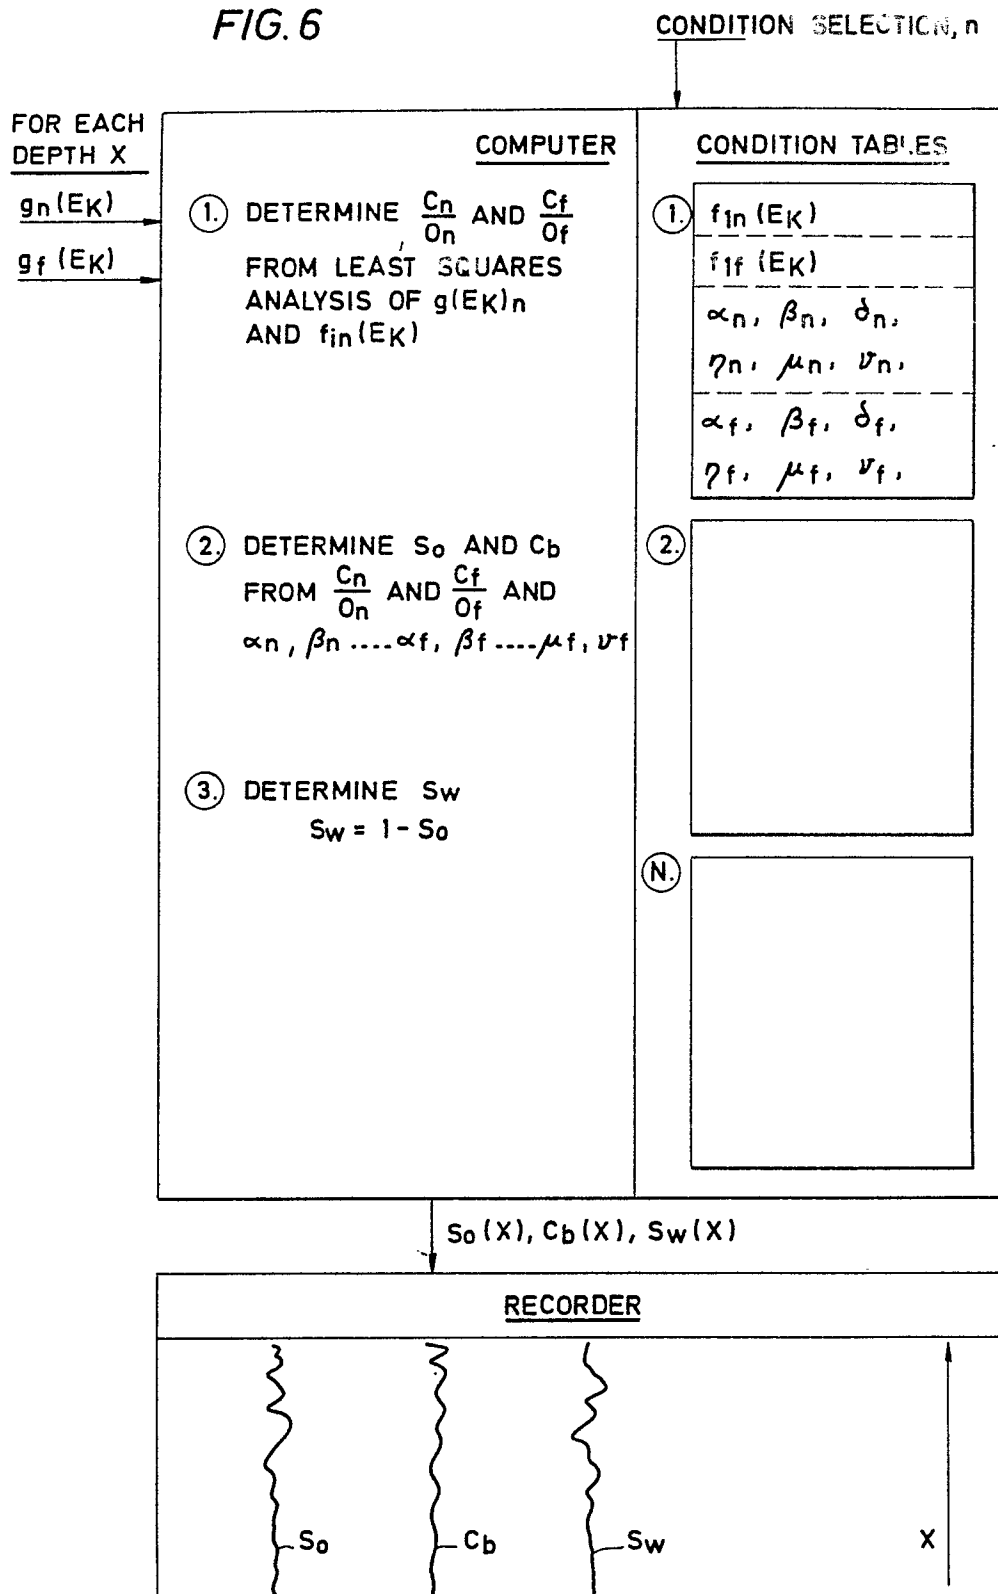 FIG. 6
CONDITION SELECTION, n
FOR EACH
DEPTH X
gn(EK)
gf(EK)
COMPUTER
1. DETERMINE Cn/On AND Cf/Of
FROM LEAST SQUARES
ANALYSIS OF g(EK)n
AND fin(EK)
2. DETERMINE So AND Cb
FROM Cn/On AND Cf/Of AND
αn, βn ....αf, βf ....μf, νf
3. DETERMINE Sw
Sw = 1 - So
CONDITION TABLES
1. f1n(EK)
f1f(EK)
αn, βn, δn,
ηn, μn, νn,
αf, βf, δf,
ηf, μf, νf,
2.
N.
So(X), Cb(X), Sw(X)
RECORDER
So
Cb
Sw
X